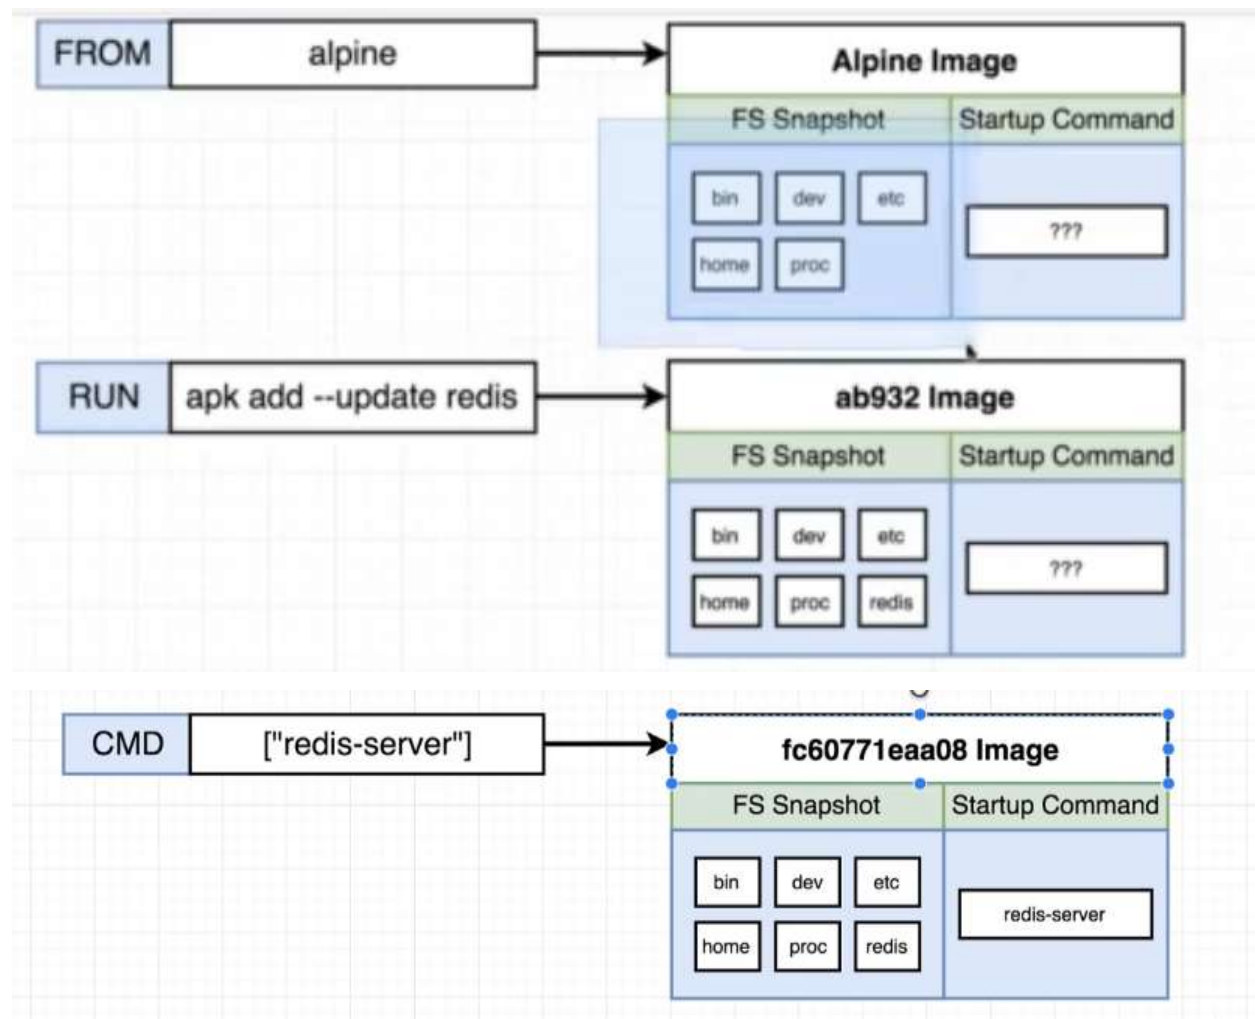 FROM alpine
Alpine Image
FS Snapshot Startup Command
bin dev etc
???
home proc
RUN apk add --update redis
ab932 Image
FS Snapshot Startup Command
bin dev etc
???
home proc redis
CMD ["redis-server"]
fc60771eaa08 Image
FS Snapshot Startup Command
bin dev etc
redis-server
home proc redis